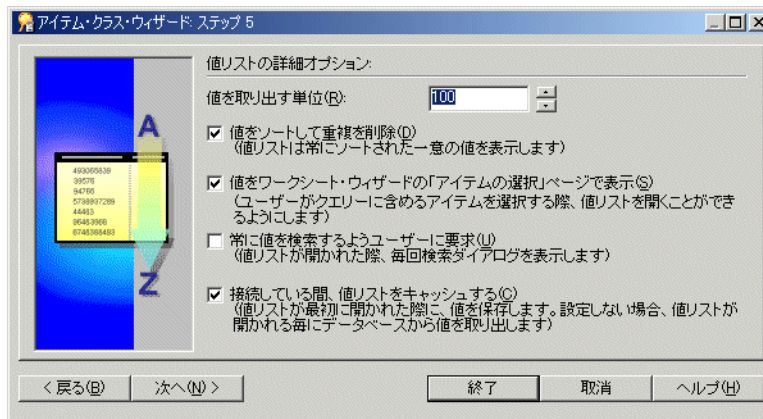 アイテム・クラス・ウィザード: ステップ 5
値リストの詳細オプション:
値を取り出す単位(R):
100
値をソートして重複を削除(D)
(値リストは常にソートされた一意の値を表示します)
値をワークシート・ウィザードの「アイテムの選択」ページで表示(S)
(ユーザーがクエリーに含めるアイテムを選択する際、値リストを開くことができ
るようにします)
常に値を検索するようユーザーに要求(U)
(値リストが開かれた際、毎回検索ダイアログを表示します)
接続している間、値リストをキャッシュする(C)
(値リストが最初に開かれた際に、値を保存します。設定しない場合、値リストが
開かれる毎にデータベースから値を取り出します)
A
39576
94766
44483
Z
< 戻る(B)
次へ(N) >
終了
取消
ヘルプ(H)